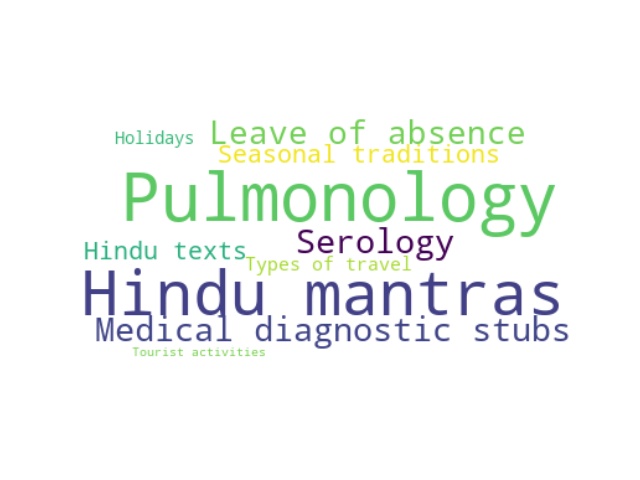 Holidays
Leave of absence
Seasonal traditions
Pulmonology
Serology
Hindu texts
Types of travel
Hindu mantras
Medical diagnostic stubs
Tourist activities